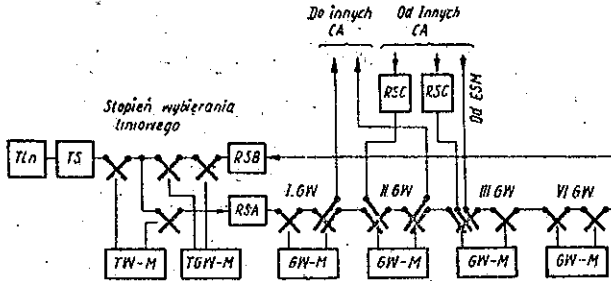 Do innych CA
Od Innych CA
RSC
RSC
Od ESM
Stopień wybierania liniowego
TLn
TS
RSB
RSA
I.GW
II GW
III GW
VI GW
TW-M
TGW-M
GW-M
GW-M
GW-M
GW-M